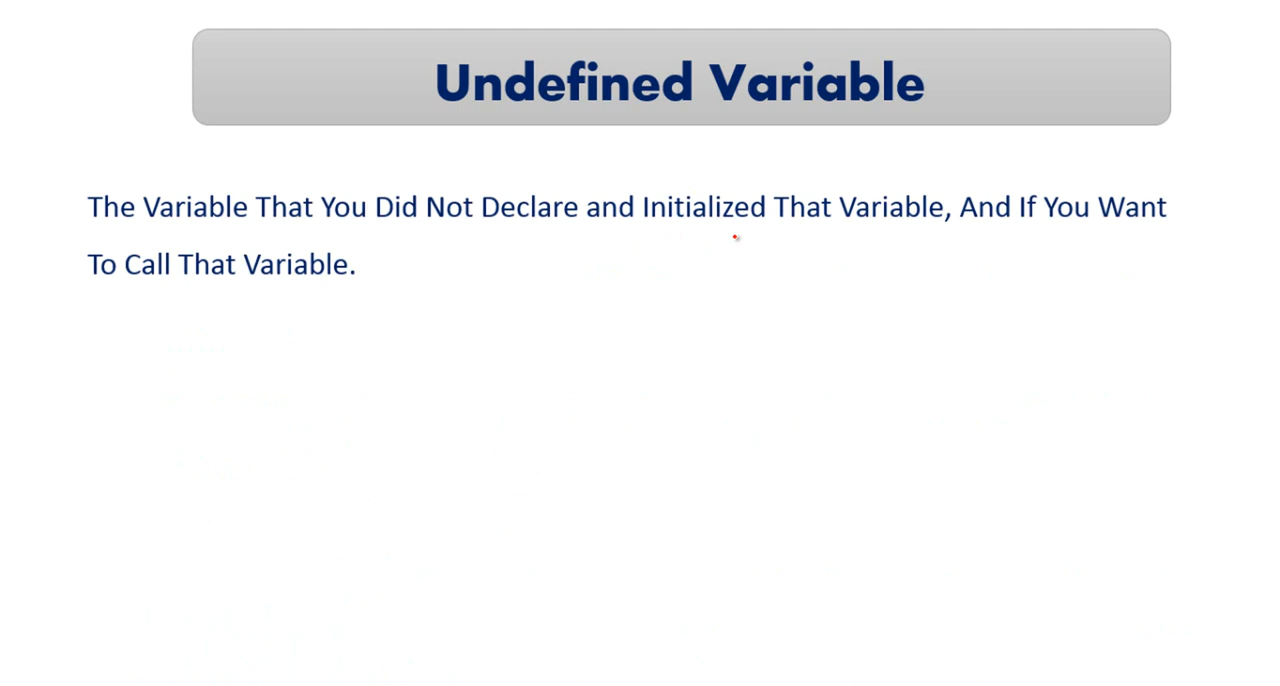 Undefined Variable
The Variable That You Did Not Declare and Initialized That Variable, And If You Want
To Call That Variable.